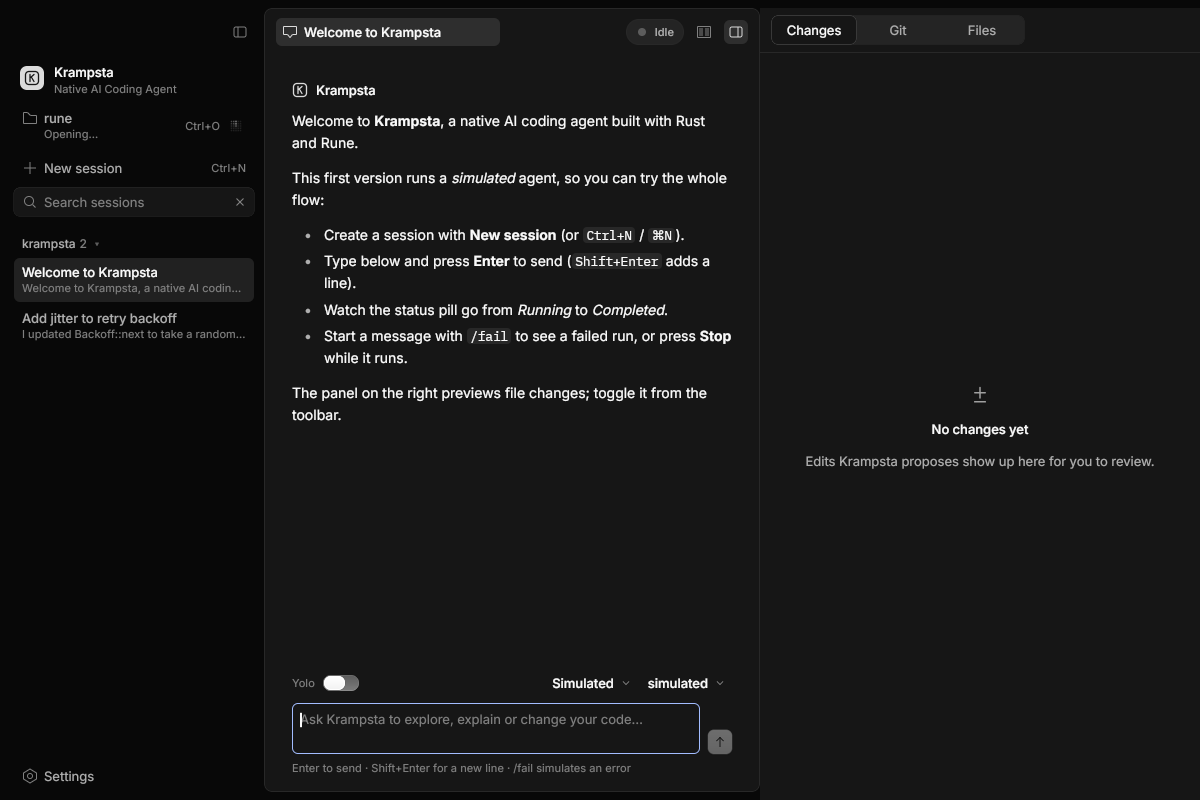 Krampsta
Native AI Coding Agent
rune
Opening...
Ctrl+O
New session
Ctrl+N
Search sessions
krampsta 2
Welcome to Krampsta
Welcome to Krampsta, a native AI codin...
Add jitter to retry backoff
I updated Backoff::next to take a random...
Settings
Welcome to Krampsta
Idle
Krampsta
Welcome to Krampsta, a native AI coding agent built with Rust
and Rune.
This first version runs a simulated agent, so you can try the whole
flow:
• Create a session with New session (or Ctrl+N / ⌘N).
• Type below and press Enter to send ( Shift+Enter adds a
line).
• Watch the status pill go from Running to Completed.
• Start a message with /fail to see a failed run, or press Stop
while it runs.
The panel on the right previews file changes; toggle it from the
toolbar.
Yolo
Simulated
simulated
Ask Krampsta to explore, explain or change your code...
Enter to send · Shift+Enter for a new line · /fail simulates an error
Changes
Git
Files
No changes yet
Edits Krampsta proposes show up here for you to review.